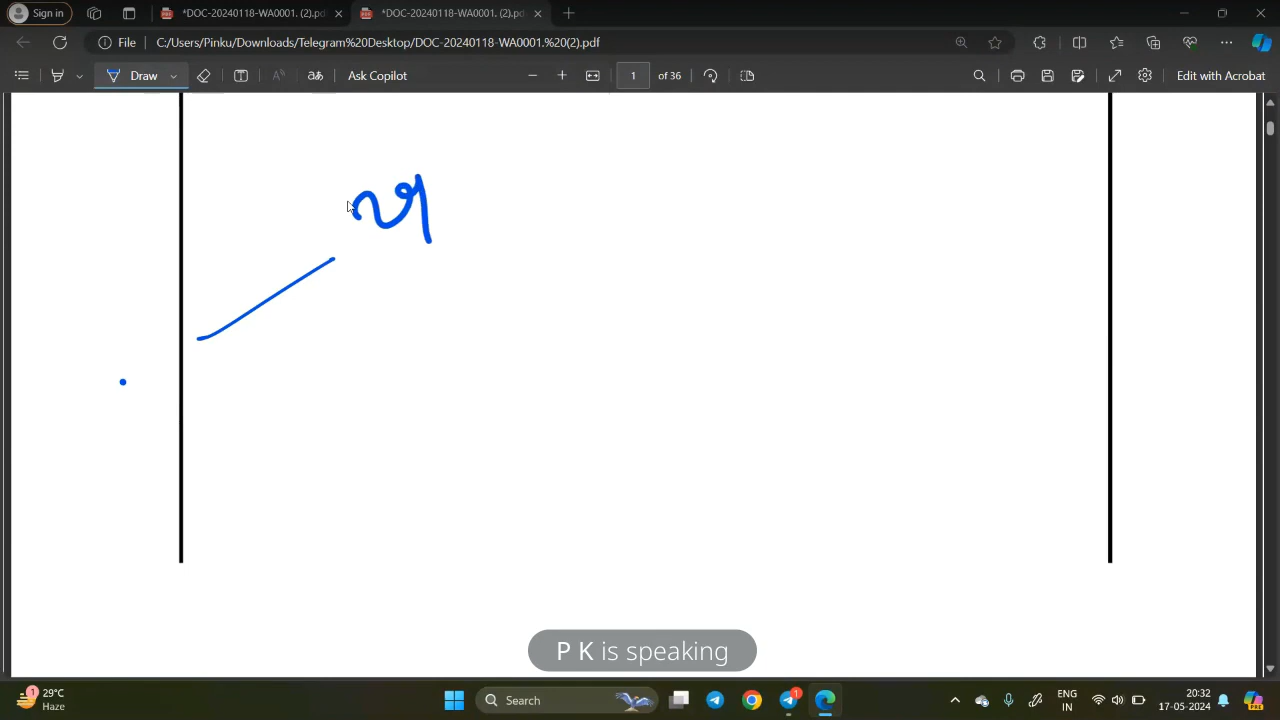 Sign in
*DOC-20240118-WA0001. (2).pd
*DOC-20240118-WA0001. (2).pd
File
C:/Users/Pinku/Downloads/Telegram%20Desktop/DOC-20240118-WA0001.%20(2).pdf
Draw
Ask Copilot
1 of 36
Edit with Acrobat
P K is speaking
1
29°C
Haze
Search
1
ENG
IN
20:32
17-05-2024